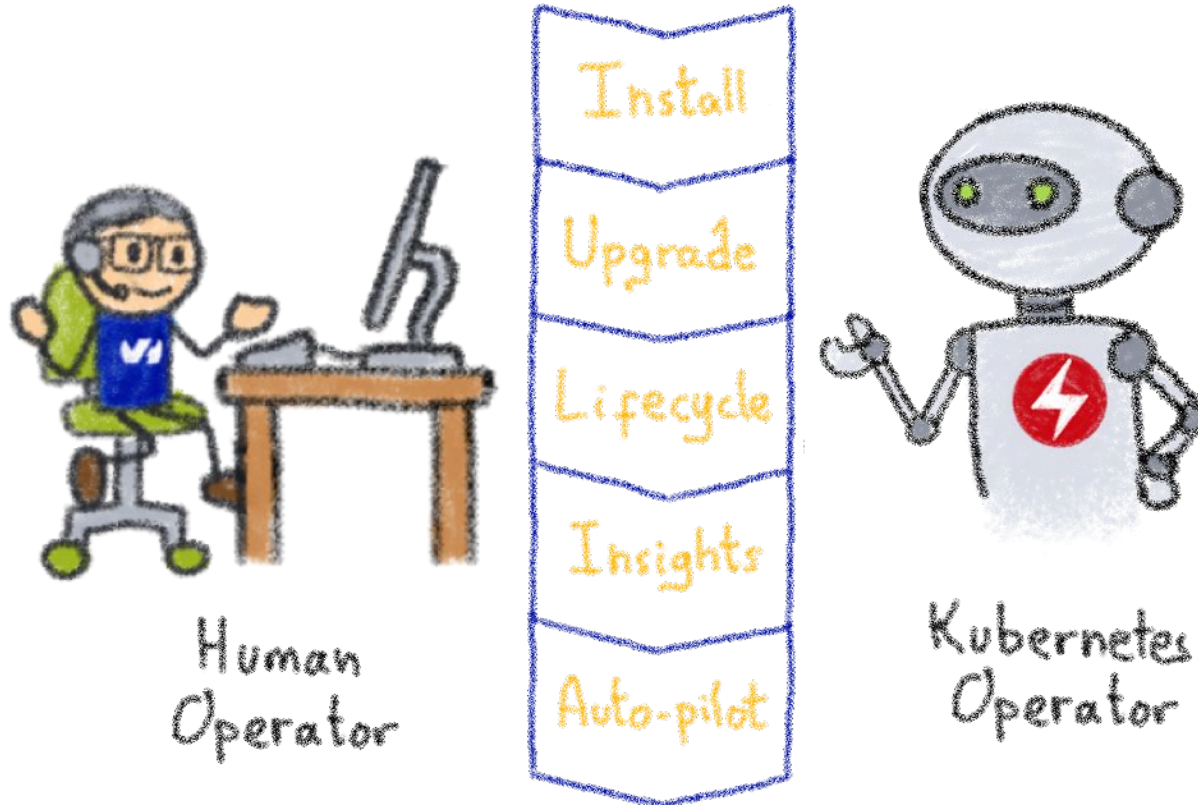 Install
Upgrade
Lifecycle
Insights
Auto-pilot
Human
Operator
Kubernetes
Operator